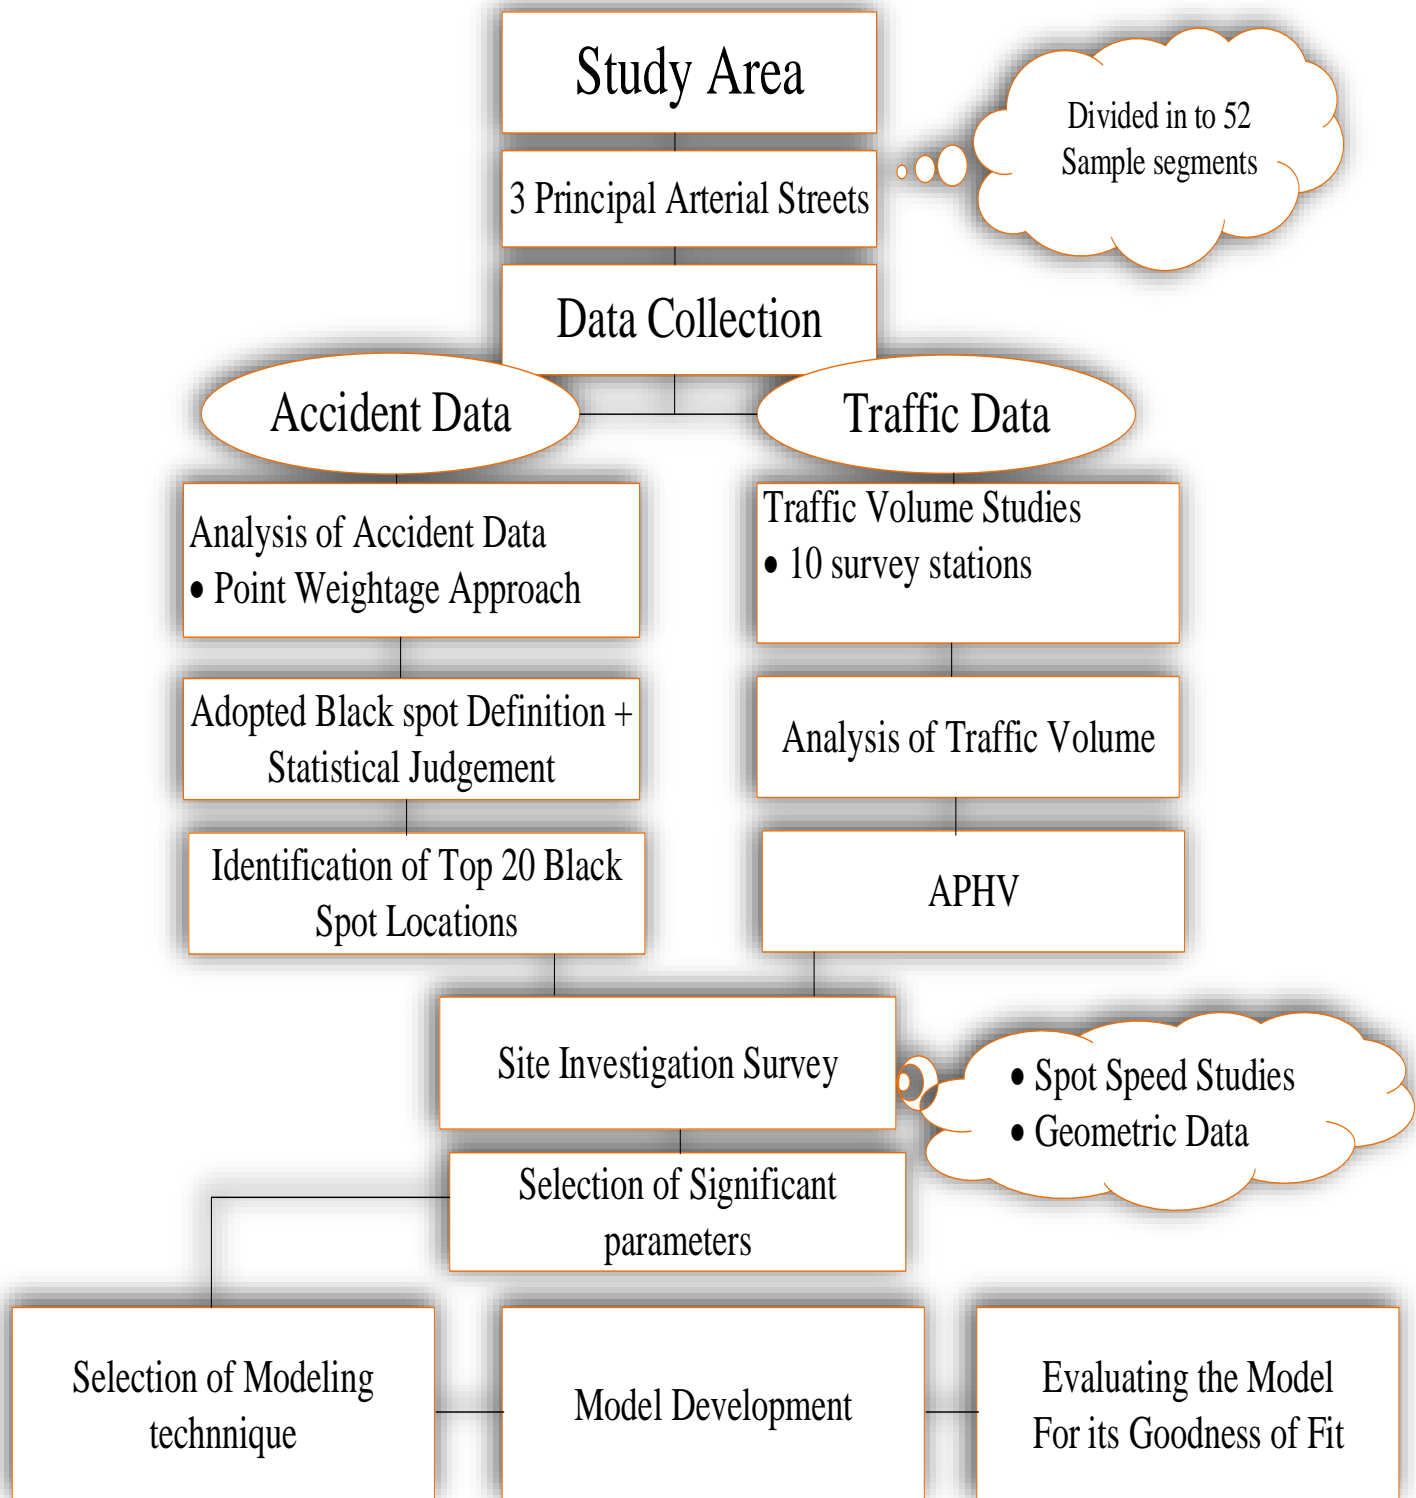 Study Area
Divided in to 52
Sample segments
3 Principal Arterial Streets
Data Collection
Accident Data
Traffic Data
Analysis of Accident Data
• Point Weightage Approach
Traffic Volume Studies
• 10 survey stations
Adopted Black spot Definition +
Statistical Judgement
Analysis of Traffic Volume
Identification of Top 20 Black
Spot Locations
APHV
Site Investigation Survey
• Spot Speed Studies
• Geometric Data
Selection of Significant
parameters
Selection of Modeling
technnique
Model Development
Evaluating the Model
For its Goodness of Fit